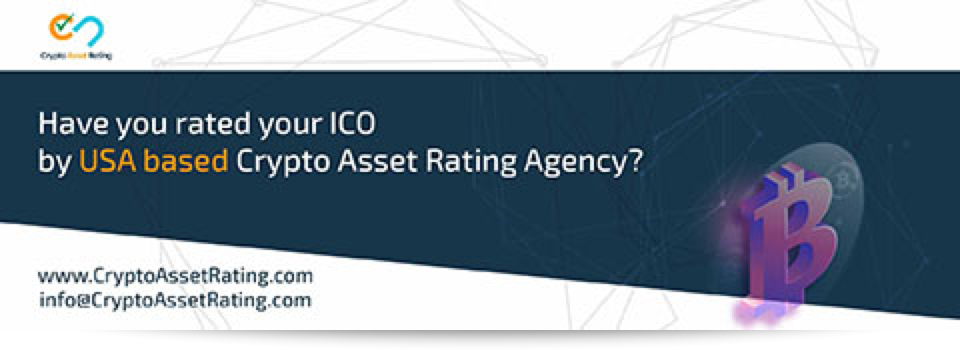 Crypto Asset Rating
Have you rated your ICO
by USA based Crypto Asset Rating Agency?
www.CryptoAssetRating.com
info@CryptoAssetRating.com